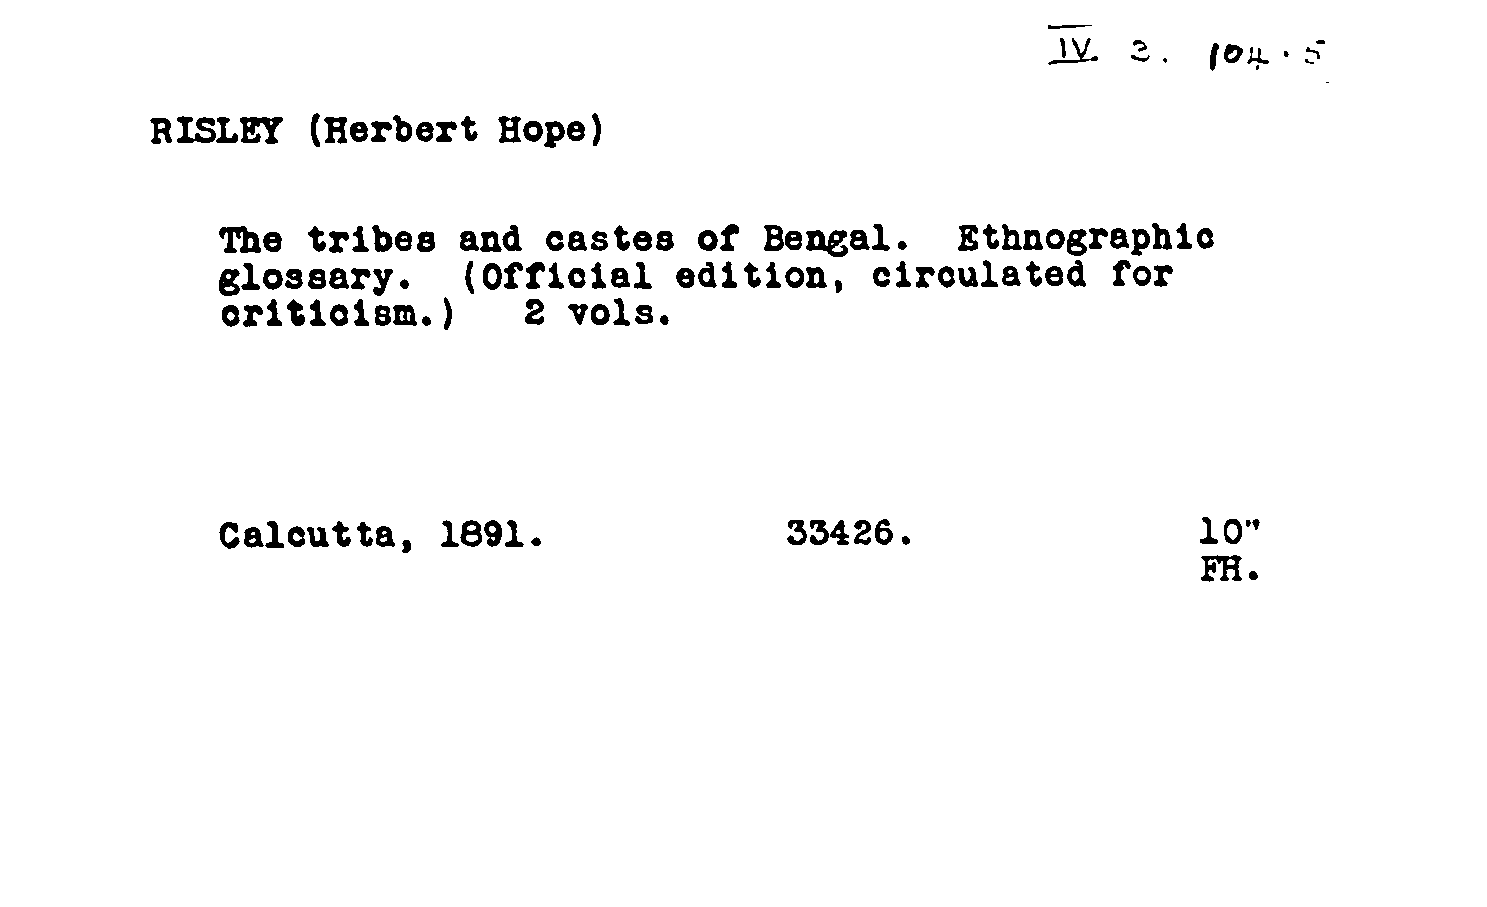 IV. 3. 104.5
RISLEY (Herbert Hope)
The tribes and castes of Bengal. Ethnographic
glossary. (Official edition, circulated for
criticism.) 2 vols.
Calcutta, 1891. 33426. 10"
FH.